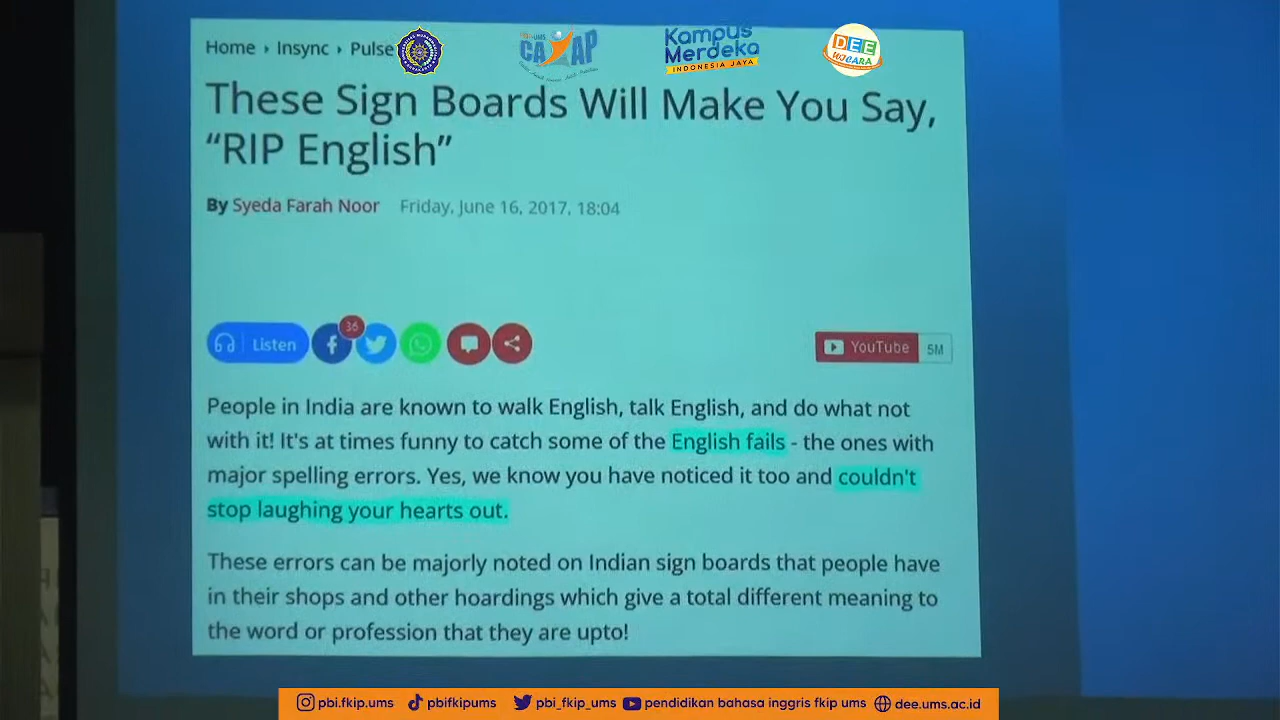 Home › Insync › Pulse
CAKAP
Kampus
Merdeka
INDONESIA JAYA
DEE
WICARA
These Sign Boards Will Make You Say,
“RIP English”
By Syeda Farah Noor Friday, June 16, 2017, 18:04
Listen
36
YouTube 5M
People in India are known to walk English, talk English, and do what not
with it! It's at times funny to catch some of the English fails - the ones with
major spelling errors. Yes, we know you have noticed it too and couldn't
stop laughing your hearts out.
These errors can be majorly noted on Indian sign boards that people have
in their shops and other hoardings which give a total different meaning to
the word or profession that they are upto!
pbi.fkip.ums pbifkipums pbi_fkip_ums pendidikan bahasa inggris fkip ums dee.ums.ac.id